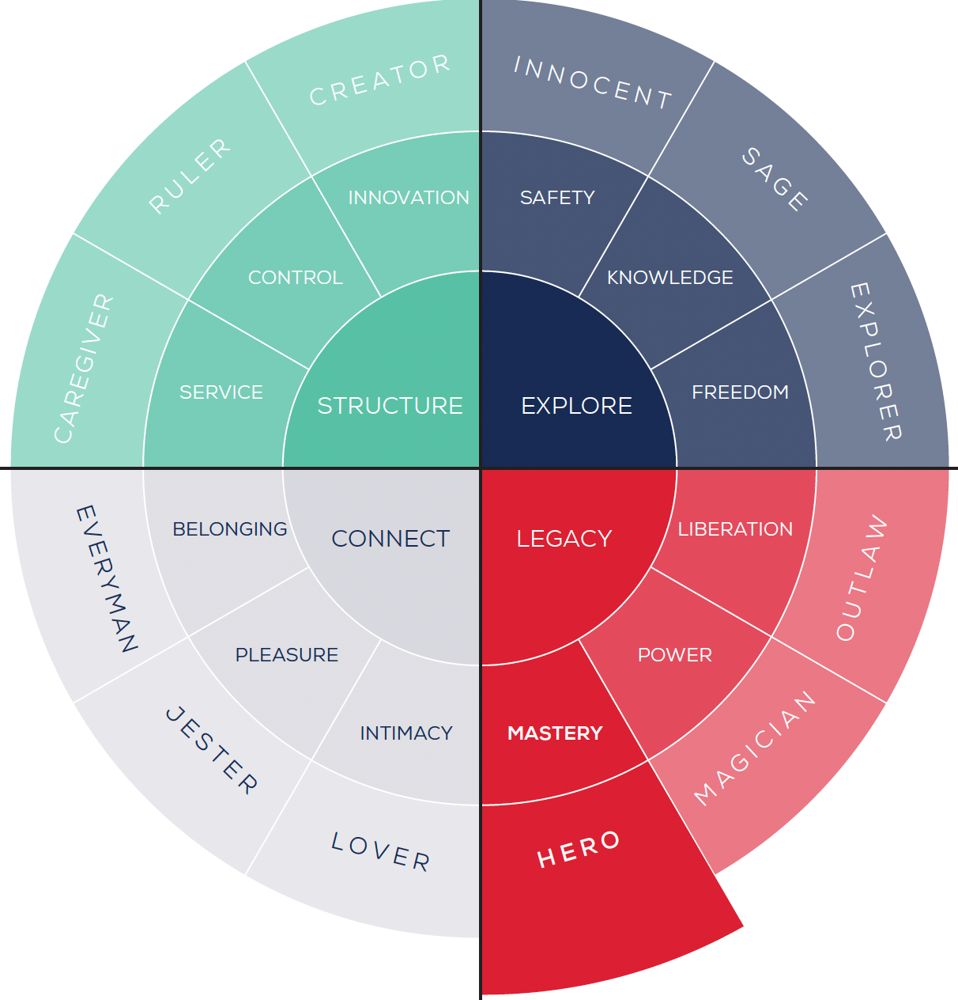 CREATOR
INNOCENT
RULER
SAGE
INNOVATION
SAFETY
CONTROL
KNOWLEDGE
CAREGIVER
EXPLORER
SERVICE
FREEDOM
STRUCTURE
EXPLORE
BELONGING
CONNECT
LEGACY
LIBERATION
EVERYMAN
OUTLAW
PLEASURE
POWER
JESTER
INTIMACY
MASTERY
MAGICIAN
LOVER
HERO